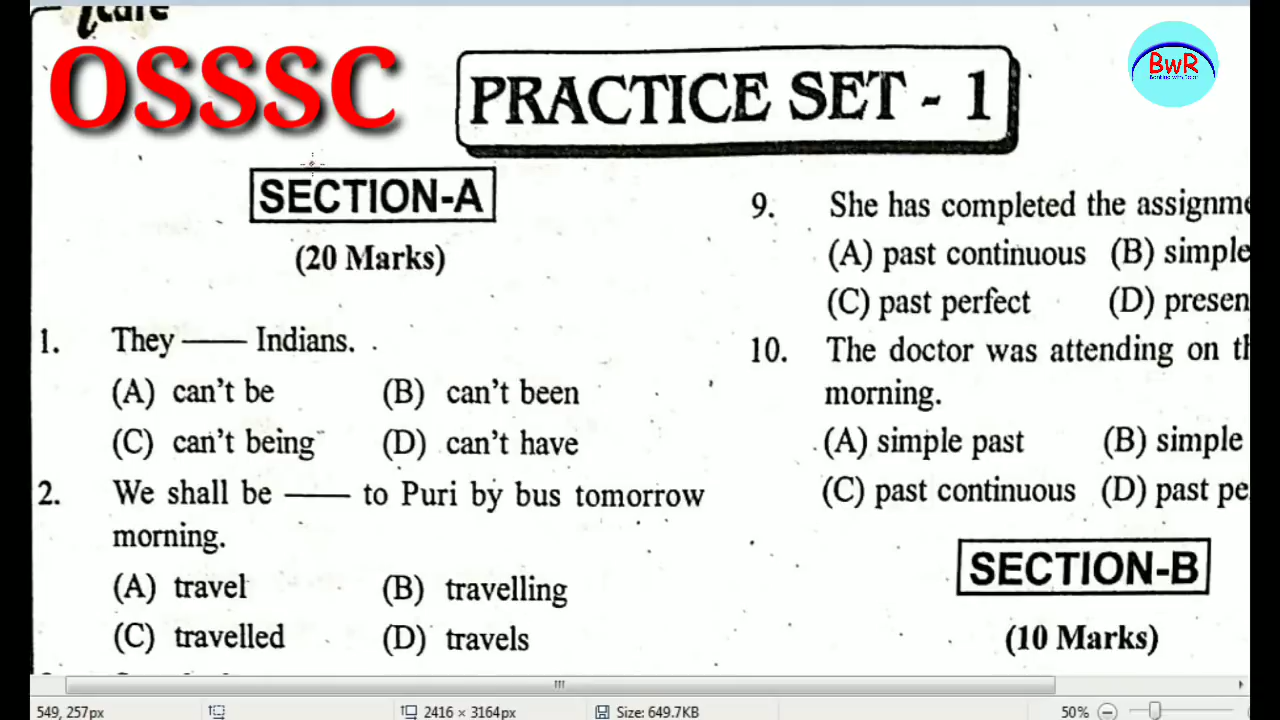 Care
OSSSC
PRACTICE SET - 1
BwR
SECTION-A
(20 Marks)
1. They —— Indians.
(A) can't be (B) can't been
(C) can't being (D) can't have
2. We shall be —— to Puri by bus tomorrow
morning.
(A) travel (B) travelling
(C) travelled (D) travels
9. She has completed the assignme
(A) past continuous (B) simple
(C) past perfect (D) presen
10. The doctor was attending on th
morning.
(A) simple past (B) simple
(C) past continuous (D) past pe
SECTION-B
(10 Marks)
549, 257px
2416 × 3164px
Size: 649.7KB
50%